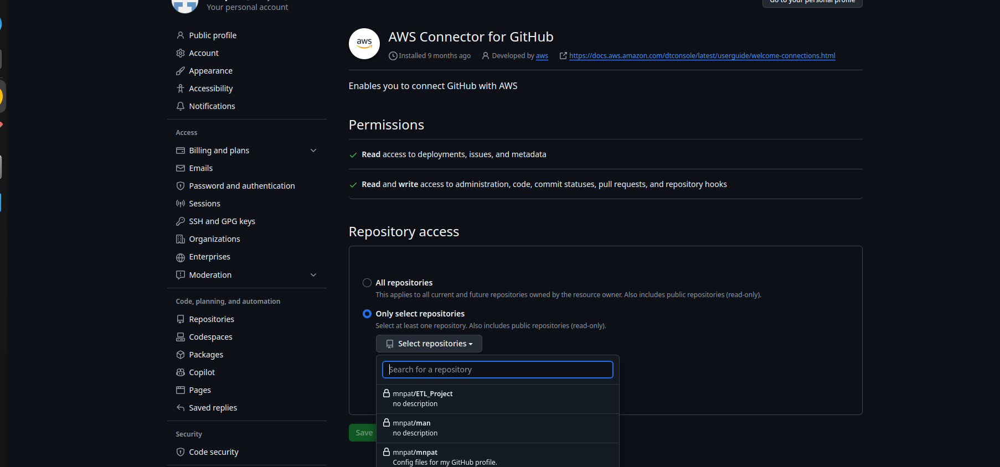 Your personal account
Go to your personal profile
Public profile
Account
Appearance
Accessibility
Notifications
Access
Billing and plans
Emails
Password and authentication
Sessions
SSH and GPG keys
Organizations
Enterprises
Moderation
Code, planning, and automation
Repositories
Codespaces
Packages
Copilot
Pages
Saved replies
Security
Code security
aws
AWS Connector for GitHub
Installed 9 months ago Developed by aws https://docs.aws.amazon.com/dtconsole/latest/userguide/welcome-connections.html
Enables you to connect GitHub with AWS
Permissions
Read access to deployments, issues, and metadata
Read and write access to administration, code, commit statuses, pull requests, and repository hooks
Repository access
All repositories
This applies to all current and future repositories owned by the resource owner. Also includes public repositories (read-only).
Only select repositories
Select at least one repository. Also includes public repositories (read-only).
Select repositories
Search for a repository
mnpat/ETL_Project
no description
mnpat/man
no description
mnpat/mnpat
Config files for my GitHub profile.
Save